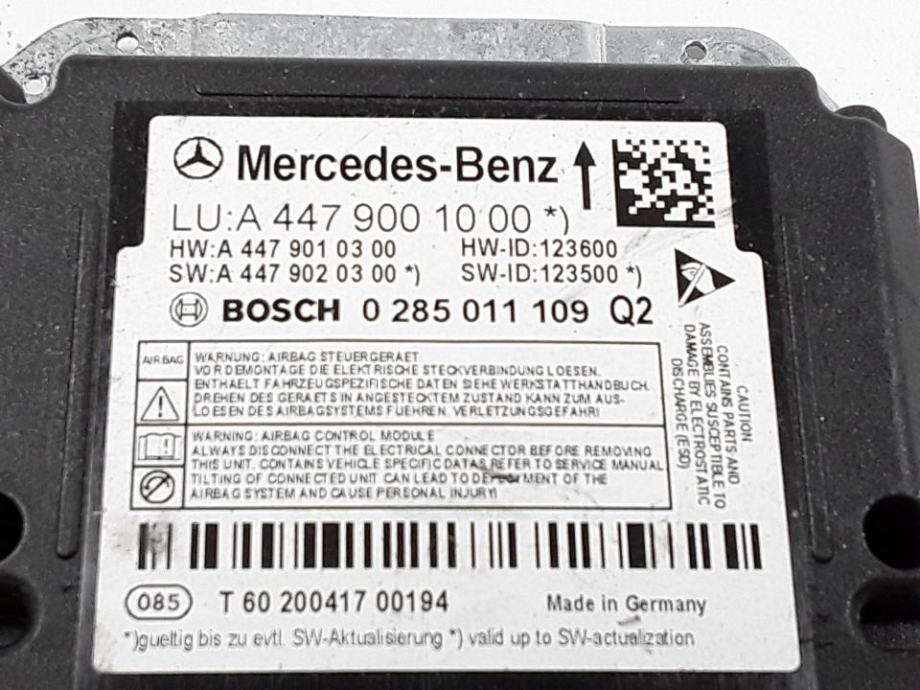 Mercedes-Benz
LU:A 447 900 10 00 *)
HW:A 447 901 03 00 HW-ID:123600
SW:A 447 902 03 00 *) SW-ID:123500 *)
BOSCH 0 285 011 109 Q2
AIRBAG
WARNUNG: AIRBAG STEUERGERAET
VOR DEMONTAGE DIE ELEKTRISCHE STECKVERBINDUNG LOESEN.
ENTHAELT FAHRZEUGSPEZIFISCHE DATEN SIEHE WERKSTATTHANDBUCH.
DREHEN DES GERAETS IN ANGESTECKTEM ZUSTAND KANN ZUM AUS-
LOESEN DES AIRBAGSYSTEMS FUEHREN. VERLETZUNGSGEFAHR!
WARNING: AIRBAG CONTROL MODULE
ALWAYS DISCONNECT THE ELECTRICAL CONNECTOR BEFORE REMOVING
THIS UNIT. CONTAINS VEHICLE SPECIFIC DATAS, REFER TO SERVICE MANUAL
TILTING OF CONNECTED UNIT CAN LEAD TO DEPLOYMENT OF THE
AIRBAG SYSTEM AND CAUSE PERSONAL INJURY!
CAUTION
CONTAINS PARTS AND
ASSEMBLIES SUSCEPTIBLE TO
DAMAGE BY ELECTROSTATIC
DISCHARGE (ESD)
085 T 60 200417 00194 Made in Germany
*)gueltig bis zu evtl. SW-Aktualisierung *) valid up to SW-actualization